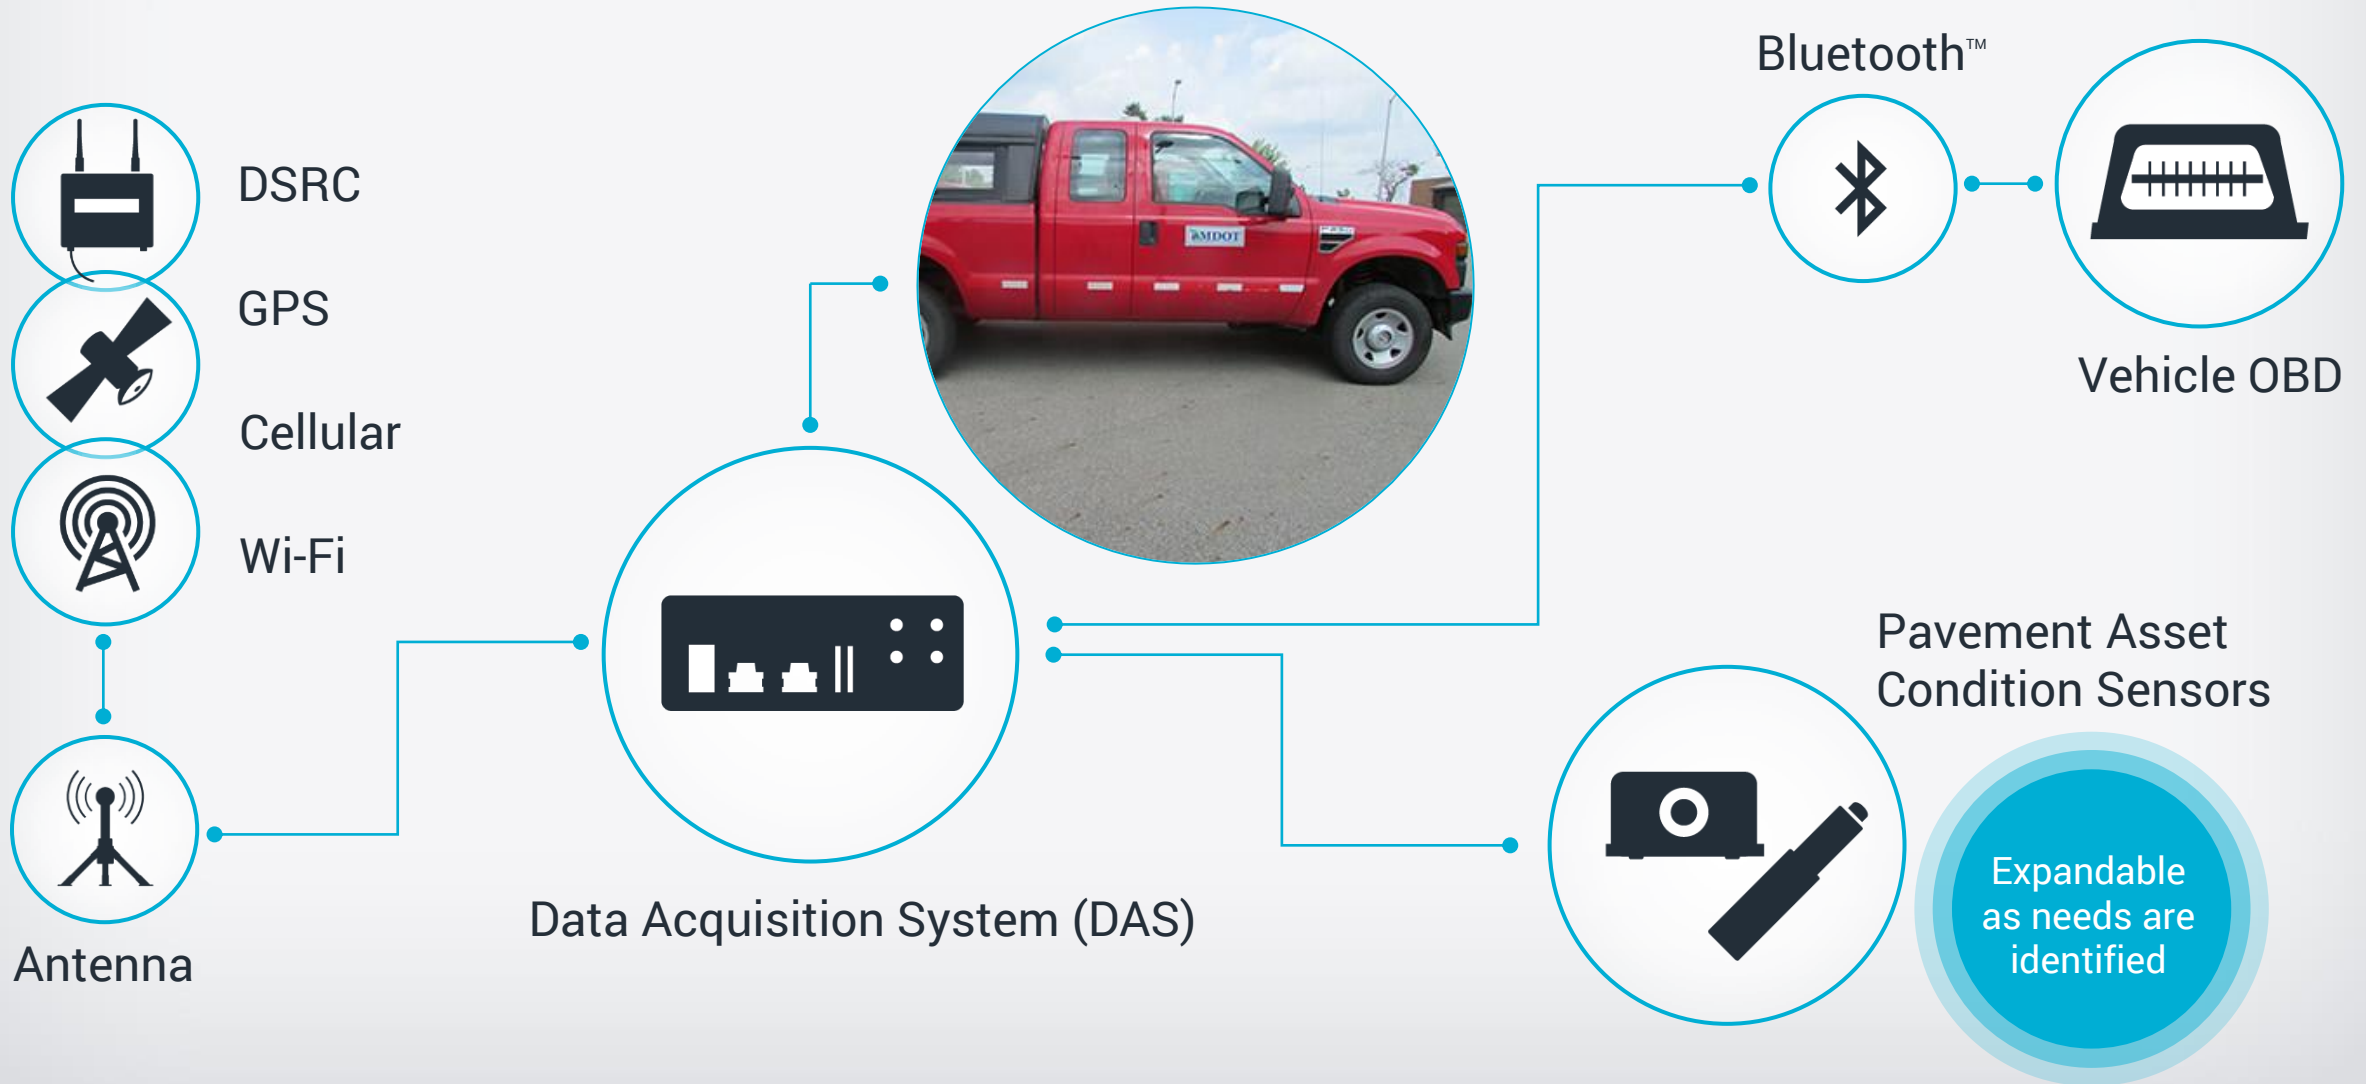 DSRC
GPS
Cellular
Wi-Fi
Antenna
Data Acquisition System (DAS)
MDOT
Bluetooth™
Vehicle OBD
Pavement Asset
Condition Sensors
Expandable
as needs are
identified